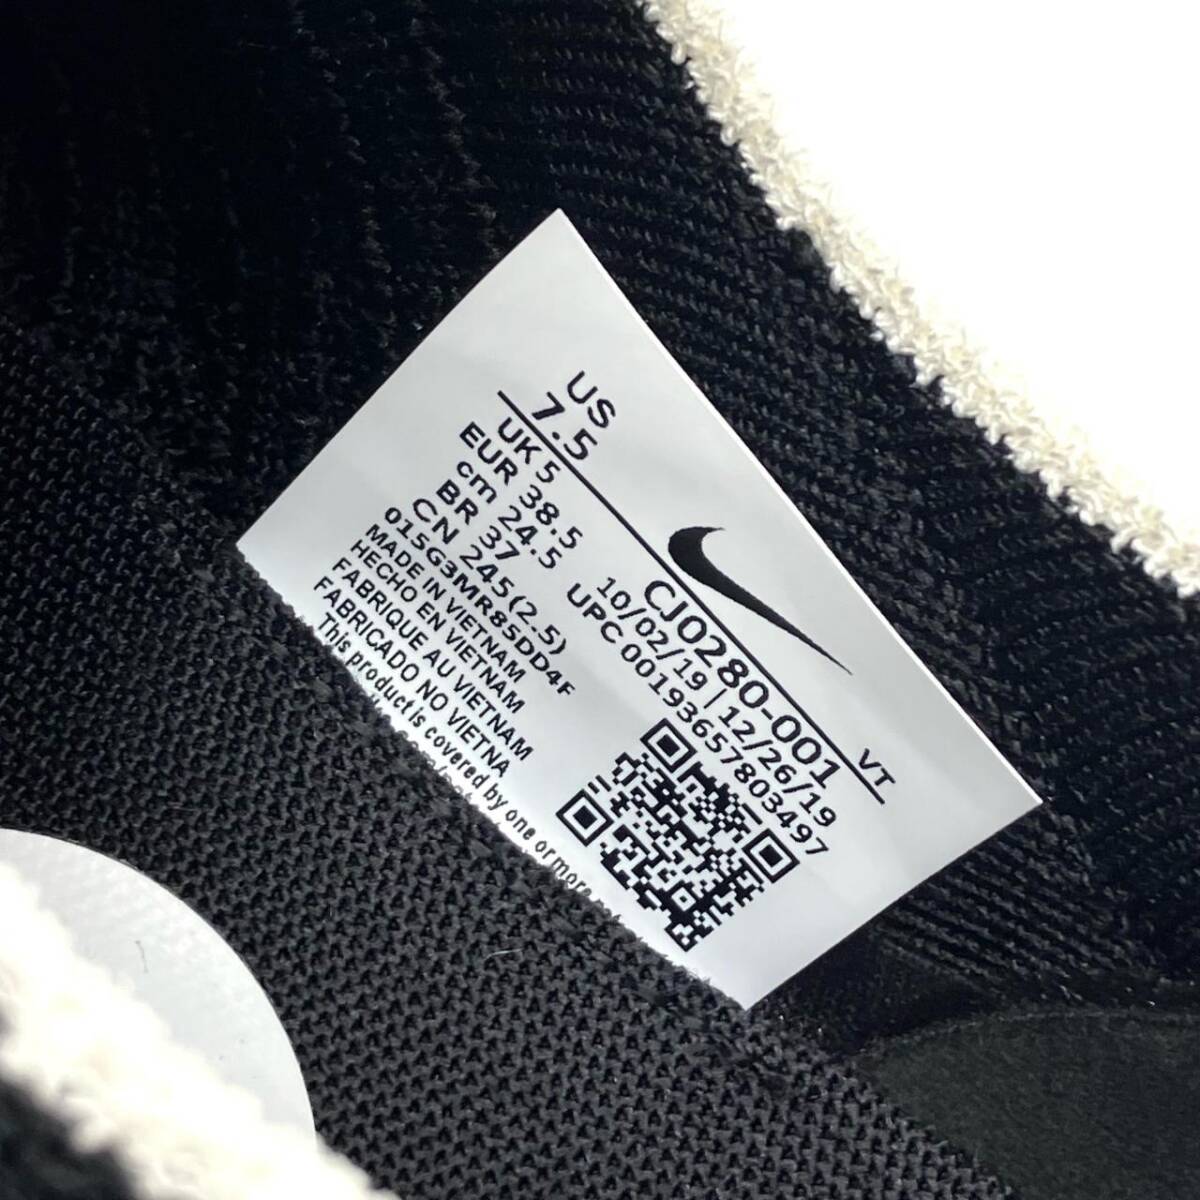 US
7.5
UK 5
EUR 38.5
cm 24.5
BR 37
CN 245(2.5)
015G3MR85DD4F
MADE IN VIETNAM
HECHO EN VIETNAM
FABRIQUE AU VIETNAM
FABRICADO NO VIETNA
This product is covered by one or more
CJ0280-001 VT
10/02/19 | 12/26/19
UPC 00193657803497